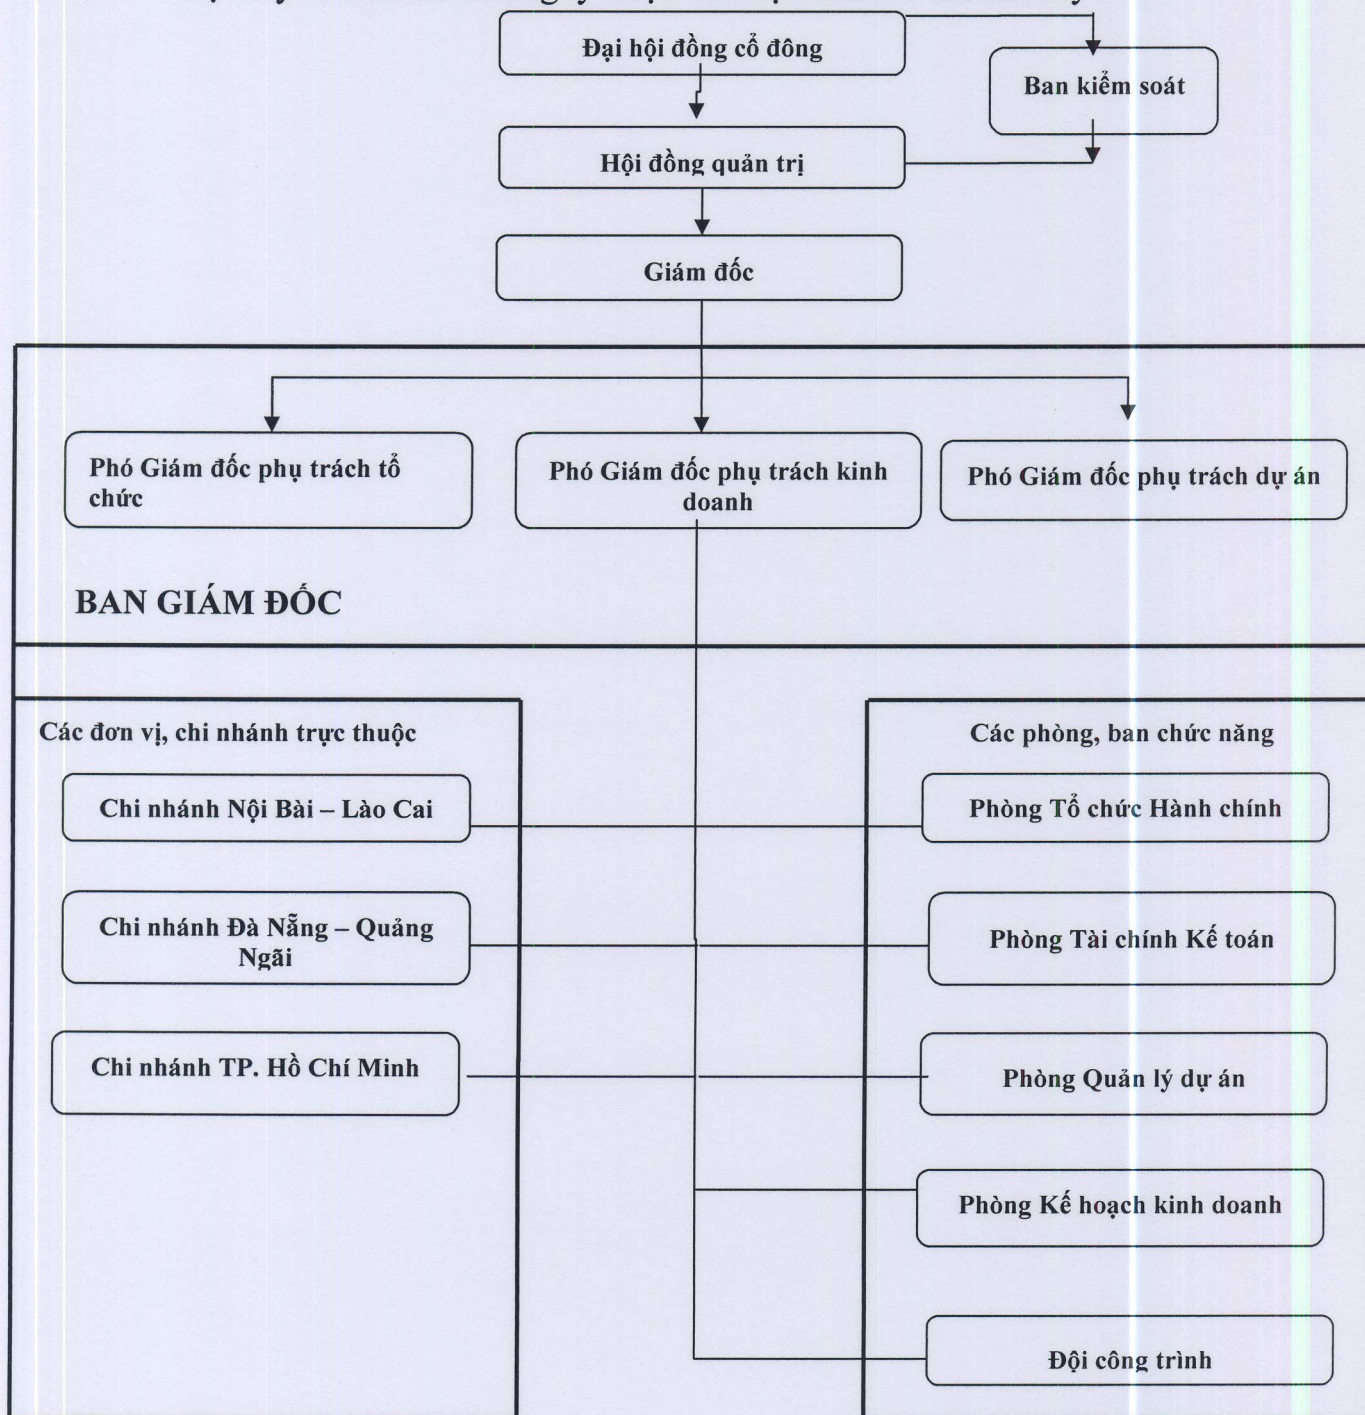 Đại hội đồng cổ đông
Ban kiểm soát
Hội đồng quản trị
Giám đốc
Phó Giám đốc phụ trách tổ
chức
Phó Giám đốc phụ trách kinh
doanh
Phó Giám đốc phụ trách dự án
BAN GIÁM ĐỐC
Các đơn vị, chi nhánh trực thuộc
Các phòng, ban chức năng
Chi nhánh Nội Bài – Lào Cai
Phòng Tổ chức Hành chính
Chi nhánh Đà Nẵng – Quảng
Ngãi
Phòng Tài chính Kế toán
Chi nhánh TP. Hồ Chí Minh
Phòng Quản lý dự án
Phòng Kế hoạch kinh doanh
Đội công trình